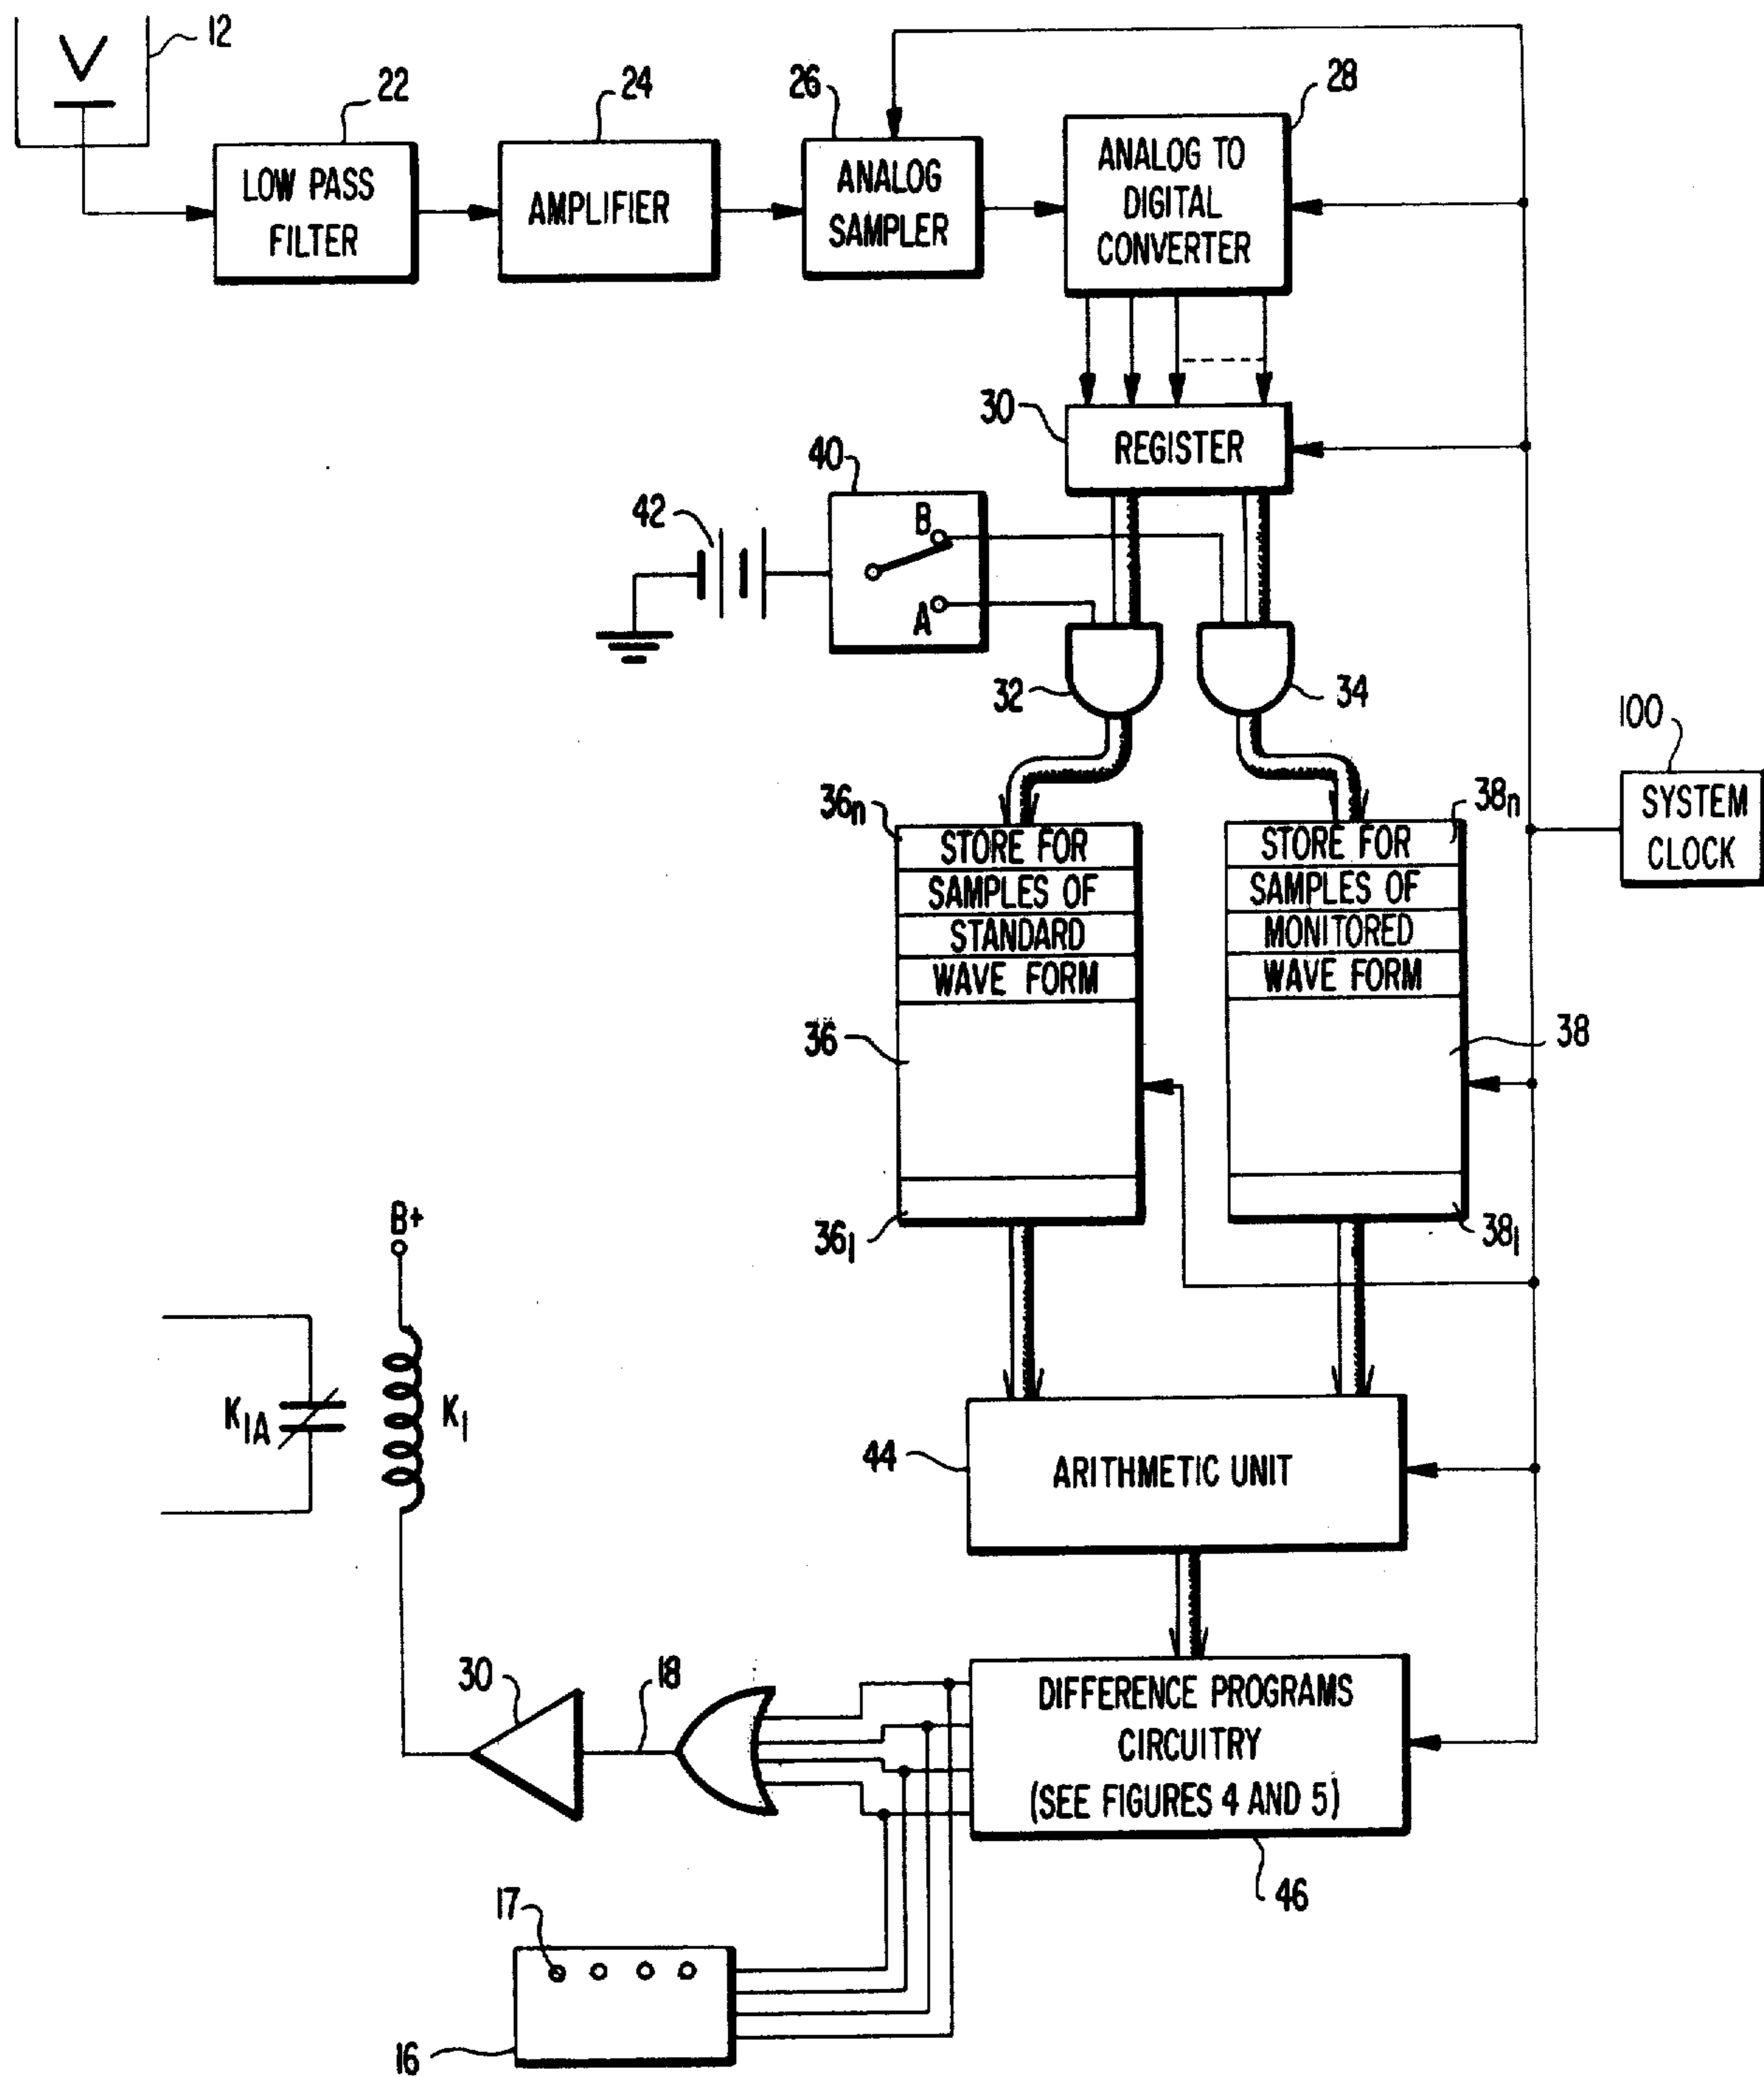 12
V
22
24
26
28
LOW PASS
FILTER
AMPLIFIER
ANALOG
SAMPLER
ANALOG TO
DIGITAL
CONVERTER
30
REGISTER
40
42
B
A
32
34
100
SYSTEM
CLOCK
36n
STORE FOR
SAMPLES OF
STANDARD
WAVE FORM
36
361
38n
STORE FOR
SAMPLES OF
MONITORED
WAVE FORM
38
381
B+
K1A
K1
44
ARITHMETIC UNIT
30
18
DIFFERENCE PROGRAMS
CIRCUITRY
(SEE FIGURES 4 AND 5)
46
17
16